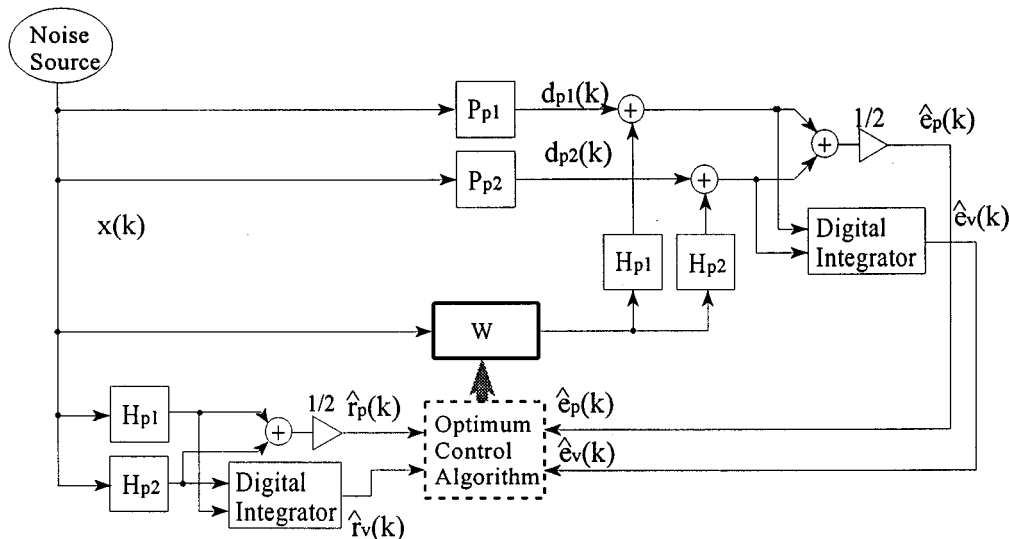 Noise
Source
Pp1
dp1(k)
+
1/2
êp(k)
+
Pp2
dp2(k)
+
x(k)
êv(k)
Digital
Integrator
Hp1
Hp2
W
Hp1
1/2
r̂p(k)
+
Optimum
Control
Algorithm
êp(k)
êv(k)
Hp2
Digital
Integrator
r̂v(k)